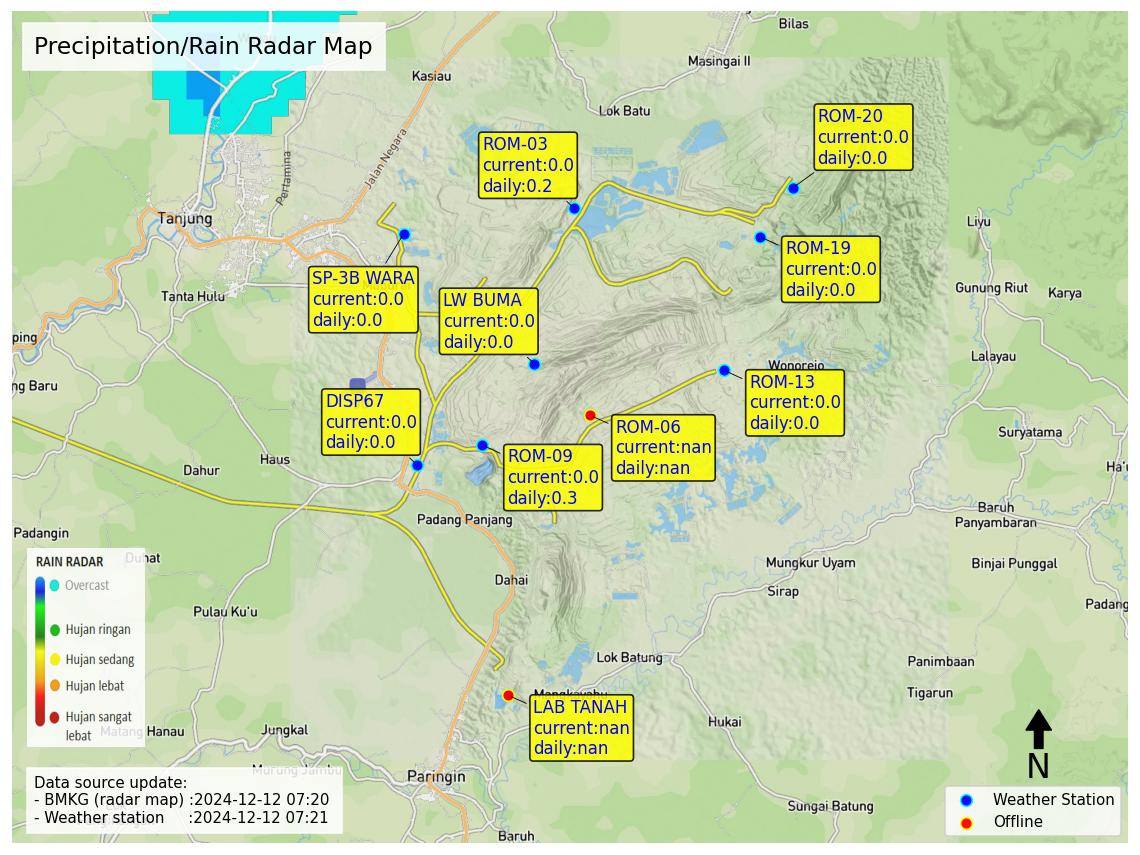 Precipitation/Rain Radar Map
Bilas
Masingai II
Kasiau
Lok Batu
Jalan Negara
Pertamina
Tanjung
Tanta Hulu
ROM-20
current:0.0
daily:0.0
ROM-03
current:0.0
daily:0.2
ROM-19
current:0.0
daily:0.0
SP-3B WARA
current:0.0
daily:0.0
LW BUMA
current:0.0
daily:0.0
Liyu
Gunung Riut
Karya
Lalayau
ping
ng Baru
Wonorejo
ROM-13
current:0.0
daily:0.0
DISP67
current:0.0
daily:0.0
ROM-06
current:nan
daily:nan
ROM-09
current:0.0
daily:0.3
Suryatama
Ha'u
Haus
Dahur
Padang Panjang
Baruh
Panyambaran
Padangin
Duhat
Binjai Punggal
Mungkur Uyam
Dahai
Sirap
Padang
Pulau Ku'u
RAIN RADAR
Overcast
Hujan ringan
Hujan sedang
Hujan lebat
Hujan sangat
lebat
Lok Batung
Panimbaan
Tigarun
Mangkayahu
LAB TANAH
current:nan
daily:nan
Hukai
Matang Hanau
Jungkal
Murung Jambu
Paringin
Sungai Batung
Baruh
N
Data source update:
- BMKG (radar map) :2024-12-12 07:20
- Weather station :2024-12-12 07:21
Weather Station
Offline